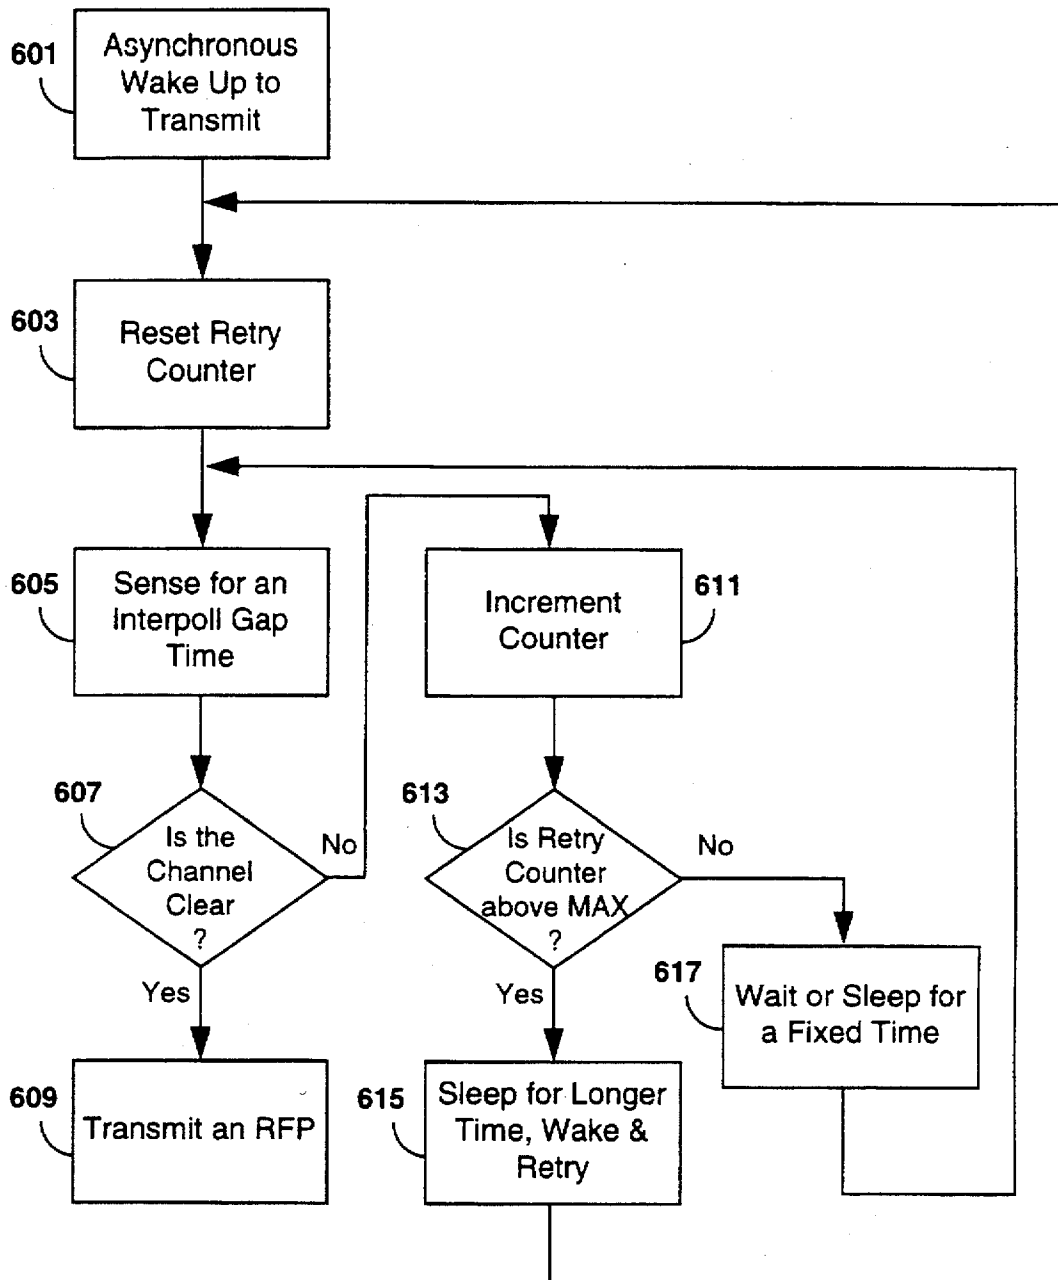 601
Asynchronous
Wake Up to
Transmit
603
Reset Retry
Counter
605
Sense for an
Interpoll Gap
Time
611
Increment
Counter
607
Is the
Channel
Clear
?
No
Yes
613
Is Retry
Counter
above MAX
?
No
Yes
617
Wait or Sleep for
a Fixed Time
609
Transmit an RFP
615
Sleep for Longer
Time, Wake &
Retry